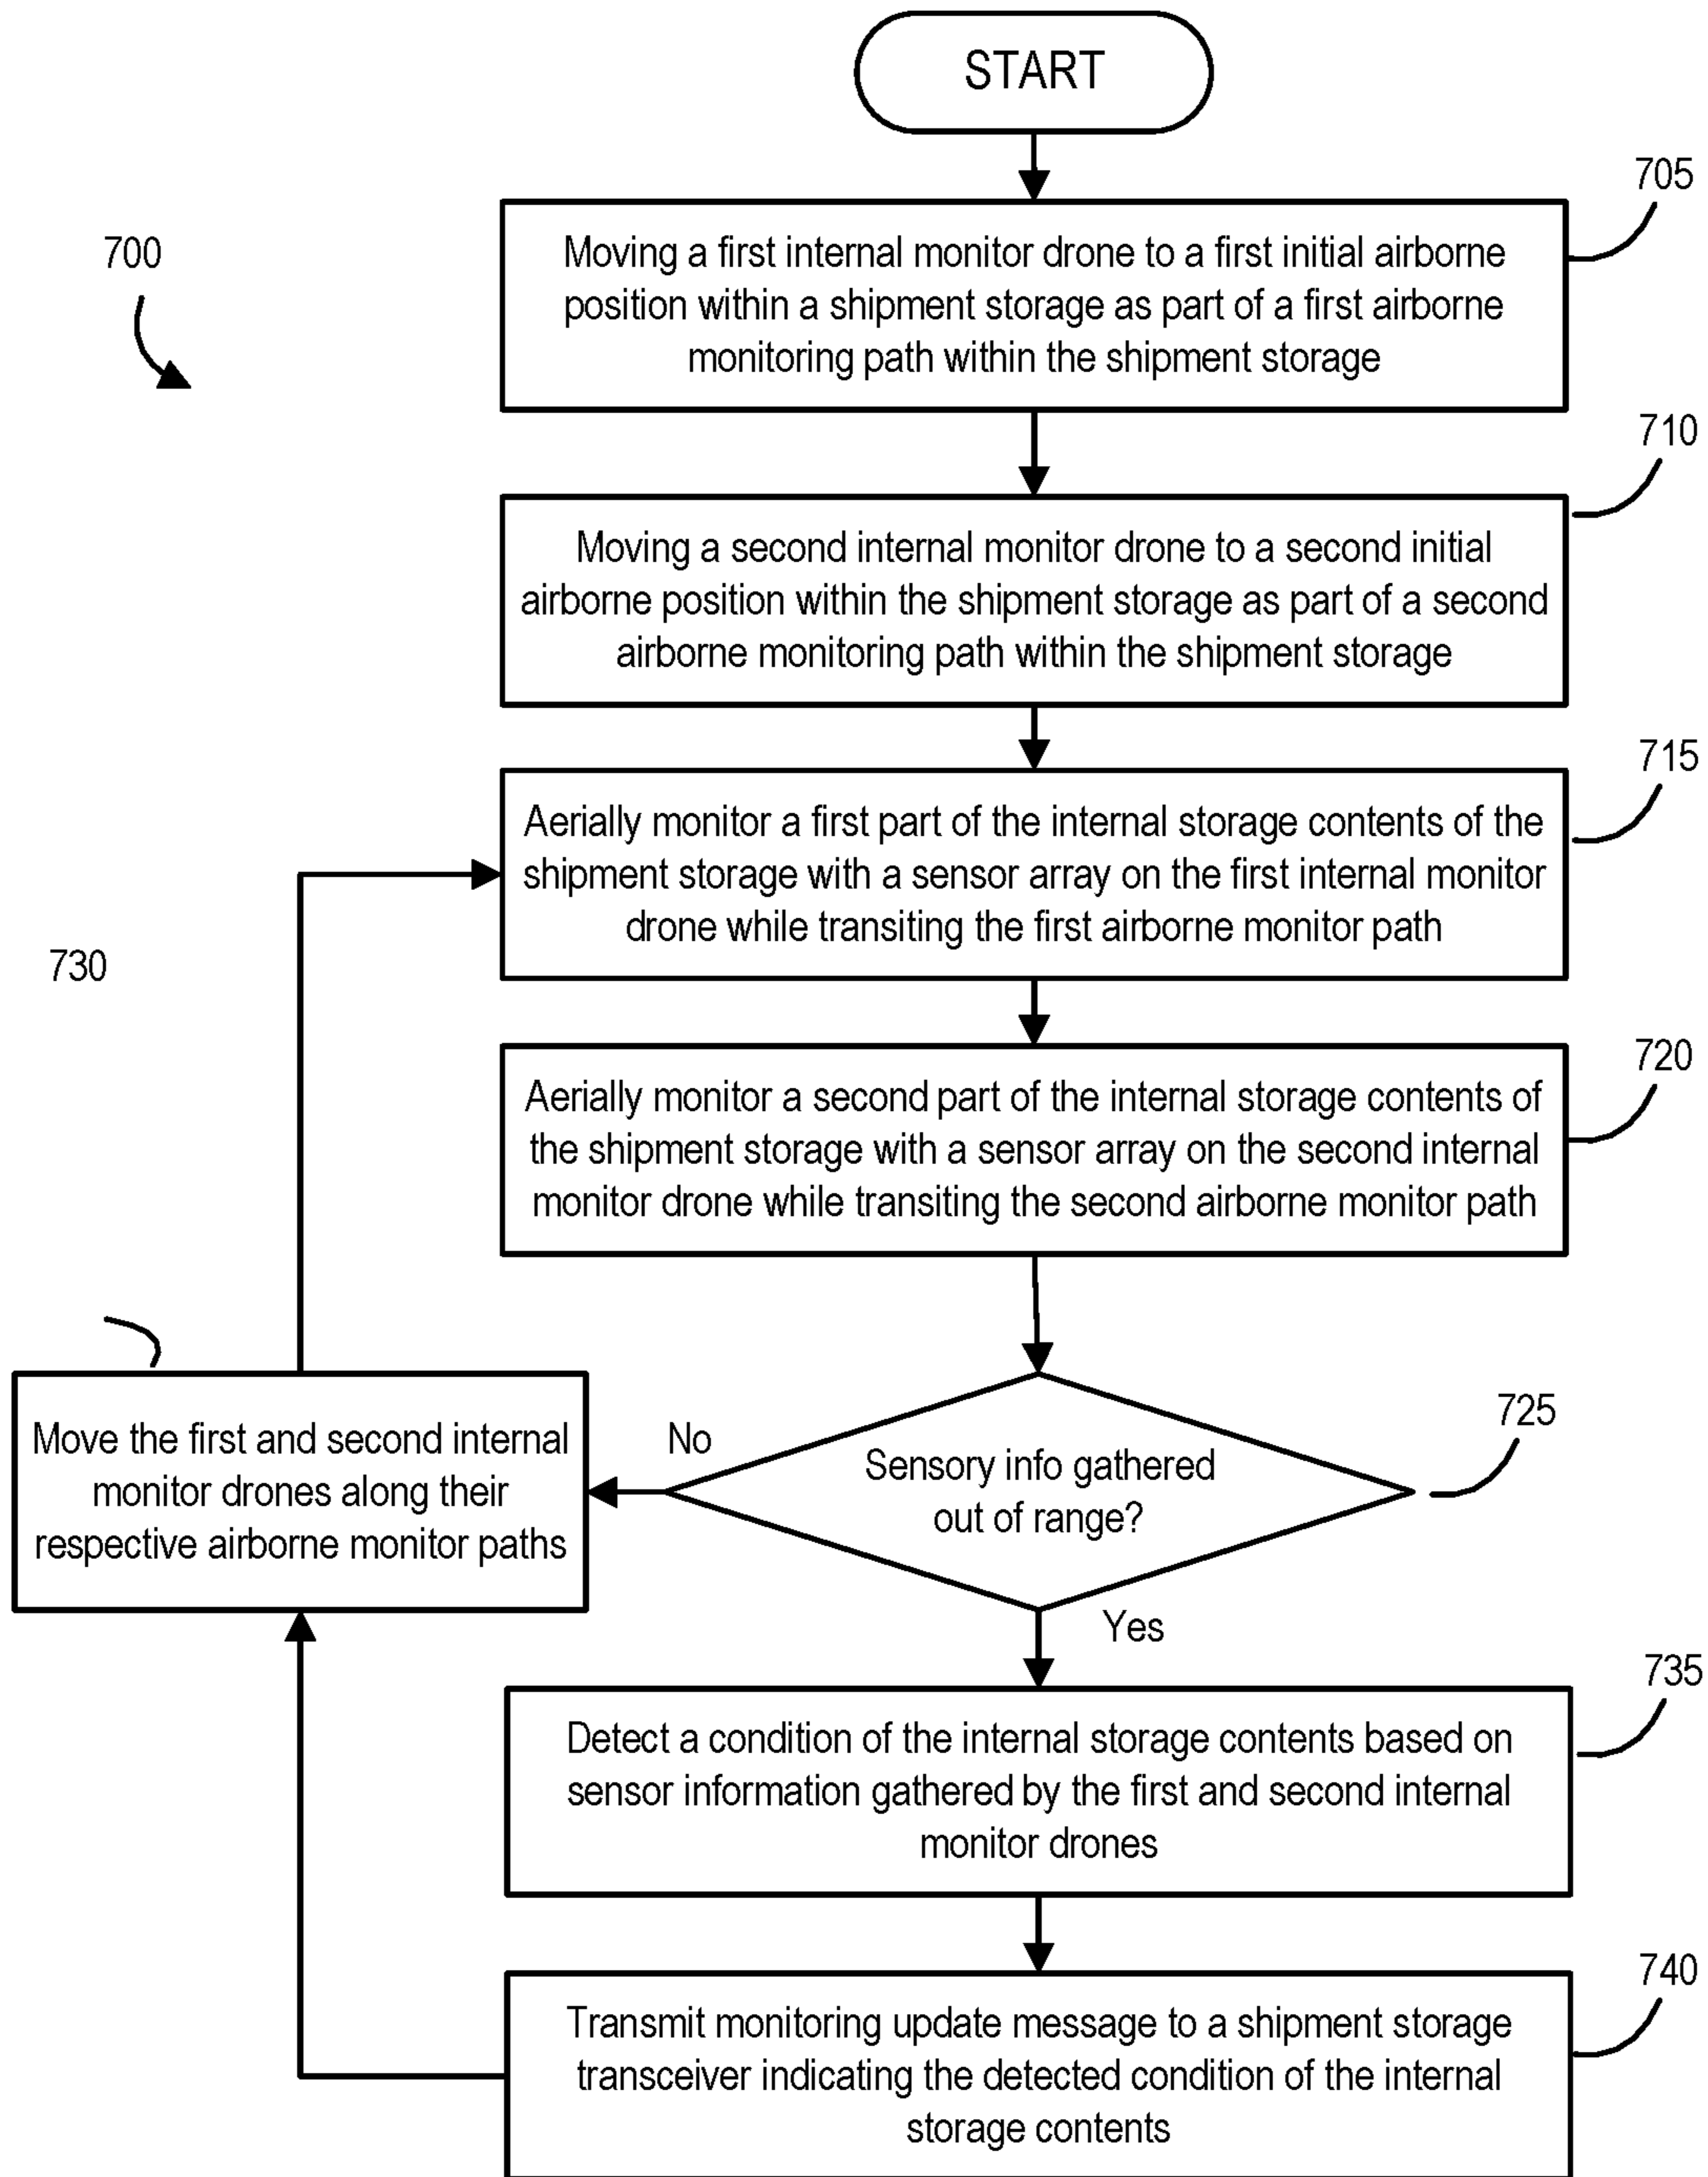 START
705
700
Moving a first internal monitor drone to a first initial airborne
position within a shipment storage as part of a first airborne
monitoring path within the shipment storage
710
Moving a second internal monitor drone to a second initial
airborne position within the shipment storage as part of a second
airborne monitoring path within the shipment storage
715
Aerially monitor a first part of the internal storage contents of the
shipment storage with a sensor array on the first internal monitor
drone while transiting the first airborne monitor path
730
720
Aerially monitor a second part of the internal storage contents of
the shipment storage with a sensor array on the second internal
monitor drone while transiting the second airborne monitor path
725
Sensory info gathered
out of range?
No
Move the first and second internal
monitor drones along their
respective airborne monitor paths
Yes
735
Detect a condition of the internal storage contents based on
sensor information gathered by the first and second internal
monitor drones
740
Transmit monitoring update message to a shipment storage
transceiver indicating the detected condition of the internal
storage contents